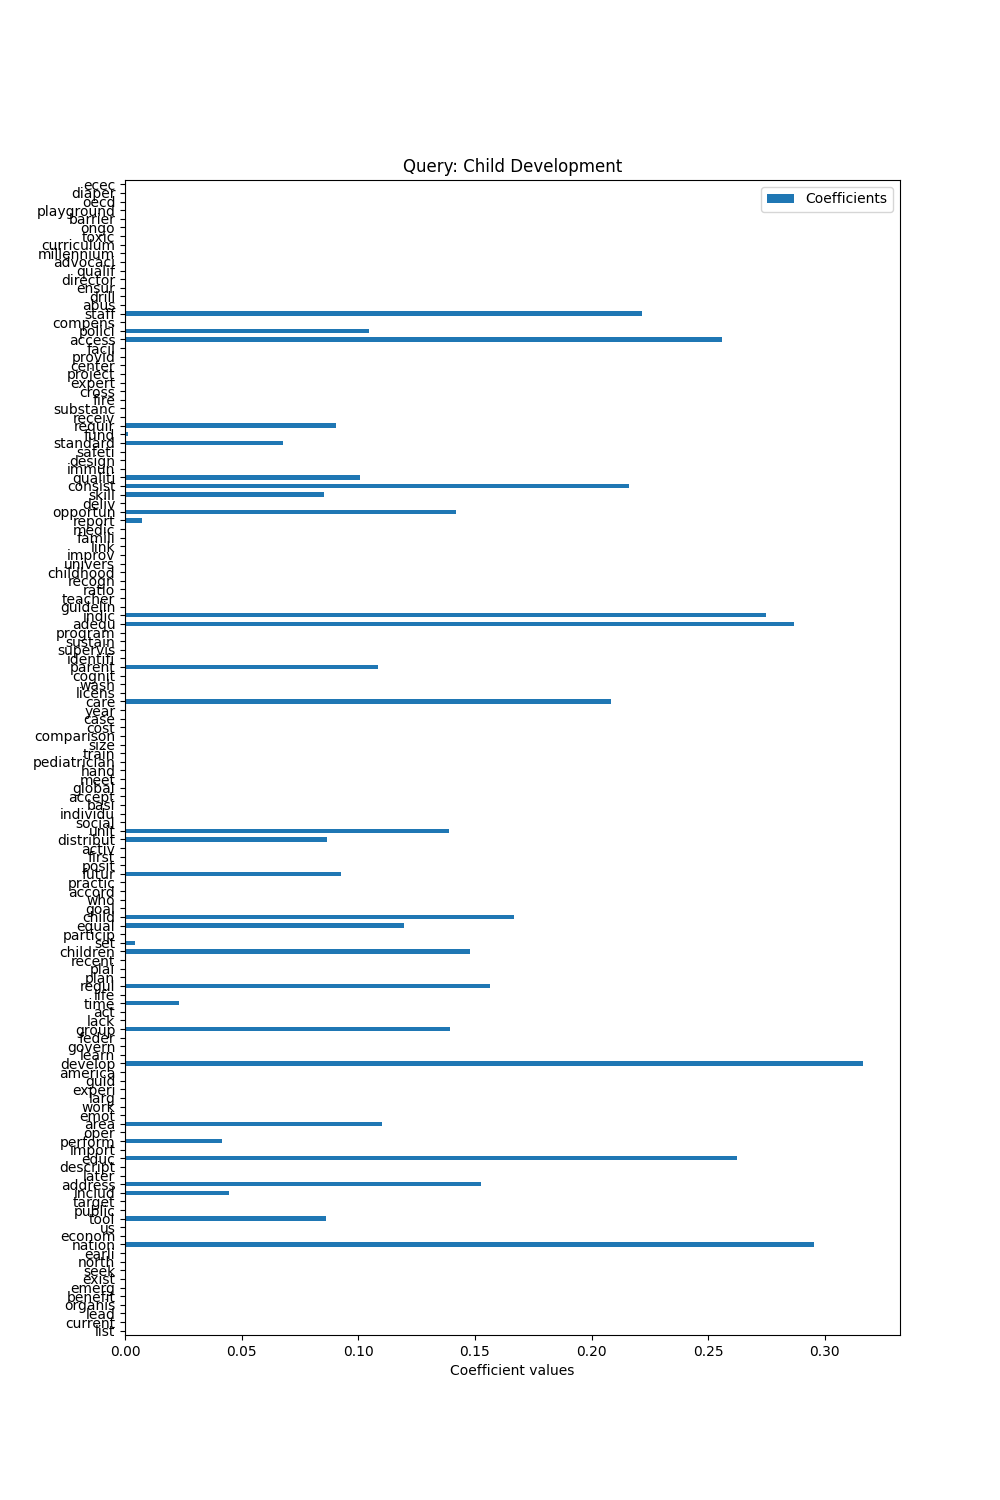 Query: Child Development
Coefficients
ecec
diaper
oecd
playground
barrier
ongo
toxic
curriculum
millennium
advocaci
qualif
director
ensur
drill
abus
staff
compens
polici
access
facil
provid
center
project
expert
cross
fire
substanc
receiv
requir
fund
standard
safeti
design
immun
qualiti
consist
skill
deliv
opportun
report
medic
famili
link
improv
univers
childhood
recogn
ratio
teacher
guidelin
indic
adequ
program
sustain
supervis
identifi
parent
cognit
wash
licens
care
year
case
cost
comparison
size
train
pediatrician
hand
meet
global
accept
basi
individu
social
unit
distribut
activ
first
posit
futur
practic
accord
who
goal
child
equal
particip
set
children
recent
plai
plan
regul
life
time
act
lack
group
feder
govern
learn
develop
america
guid
experi
larg
work
emot
area
oper
perform
import
educ
descript
later
address
includ
target
public
tool
us
econom
nation
earli
north
seek
exist
emerg
benefit
organis
lead
current
list
0.00 0.05 0.10 0.15 0.20 0.25 0.30
Coefficient values